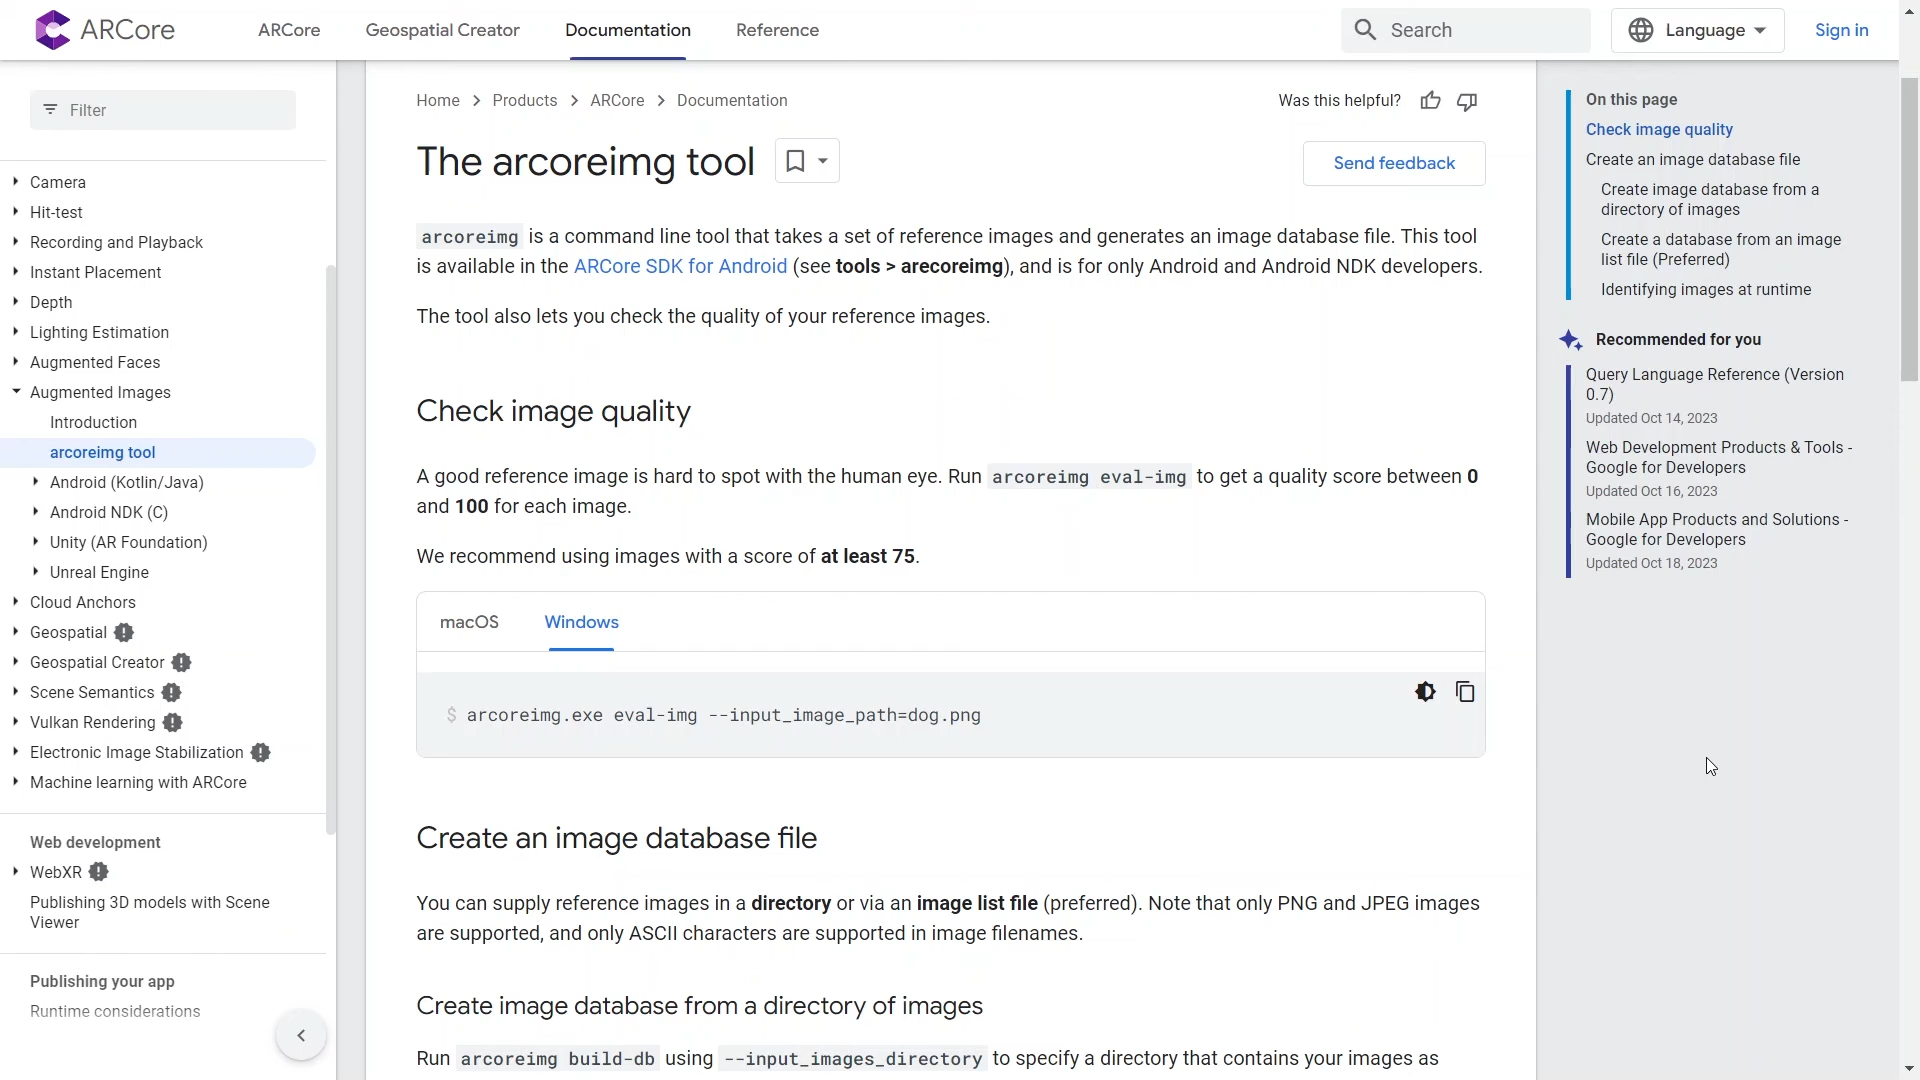 ARCore
ARCore
Geospatial Creator
Documentation
Reference
Search
Language
Sign in
Filter
Camera
Hit-test
Recording and Playback
Instant Placement
Depth
Lighting Estimation
Augmented Faces
Augmented Images
Introduction
arcoreimg tool
Android (Kotlin/Java)
Android NDK (C)
Unity (AR Foundation)
Unreal Engine
Cloud Anchors
Geospatial
Geospatial Creator
Scene Semantics
Vulkan Rendering
Electronic Image Stabilization
Machine learning with ARCore
Web development
WebXR
Publishing 3D models with Scene
Viewer
Publishing your app
Runtime considerations
Home > Products > ARCore > Documentation
Was this helpful?
The arcoreimg tool
Send feedback
arcoreimg is a command line tool that takes a set of reference images and generates an image database file. This tool
is available in the ARCore SDK for Android (see tools > arecoreimg), and is for only Android and Android NDK developers.
The tool also lets you check the quality of your reference images.
Check image quality
A good reference image is hard to spot with the human eye. Run arcoreimg eval-img to get a quality score between 0
and 100 for each image.
We recommend using images with a score of at least 75.
macOS
Windows
$ arcoreimg.exe eval-img --input_image_path=dog.png
Create an image database file
You can supply reference images in a directory or via an image list file (preferred). Note that only PNG and JPEG images
are supported, and only ASCII characters are supported in image filenames.
Create image database from a directory of images
Run arcoreimg build-db using --input_images_directory to specify a directory that contains your images as
On this page
Check image quality
Create an image database file
Create image database from a
directory of images
Create a database from an image
list file (Preferred)
Identifying images at runtime
Recommended for you
Query Language Reference (Version
0.7)
Updated Oct 14, 2023
Web Development Products & Tools -
Google for Developers
Updated Oct 16, 2023
Mobile App Products and Solutions -
Google for Developers
Updated Oct 18, 2023